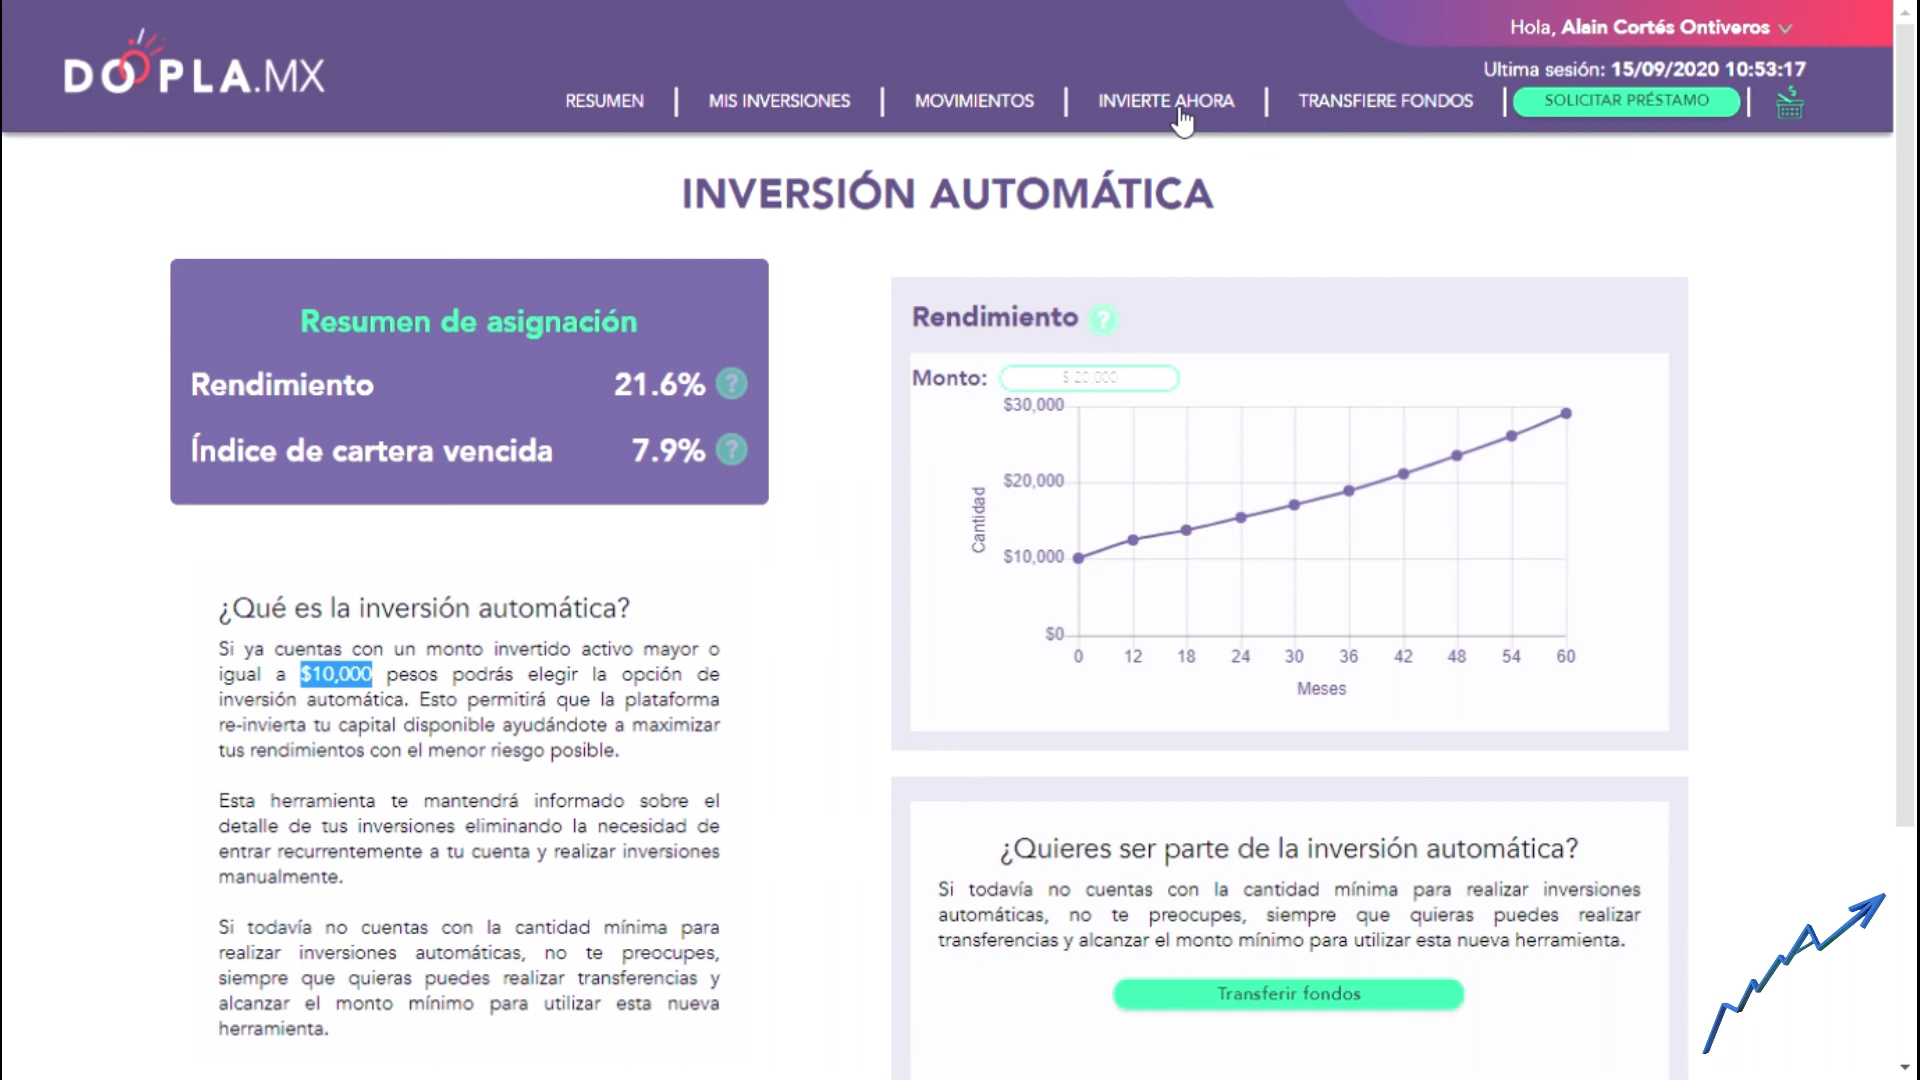 DOOPLA.MX
Hola, Alain Cortés Ontiveros
Ultima sesión: 15/09/2020 10:53:17
RESUMEN
MIS INVERSIONES
MOVIMIENTOS
INVIERTE AHORA
TRANSFIERE FONDOS
SOLICITAR PRÉSTAMO
INVERSIÓN AUTOMÁTICA
Resumen de asignación
Rendimiento 21.6% ?
Índice de cartera vencida 7.9% ?
¿Qué es la inversión automática?
Si ya cuentas con un monto invertido activo mayor o
igual a $10,000 pesos podrás elegir la opción de
inversión automática. Esto permitirá que la plataforma
re-invierta tu capital disponible ayudándote a maximizar
tus rendimientos con el menor riesgo posible.
Esta herramienta te mantendrá informado sobre el
detalle de tus inversiones eliminando la necesidad de
entrar recurrentemente a tu cuenta y realizar inversiones
manualmente.
Si todavía no cuentas con la cantidad mínima para
realizar inversiones automáticas, no te preocupes,
siempre que quieras puedes realizar transferencias y
alcanzar el monto mínimo para utilizar esta nueva
herramienta.
Rendimiento ?
Monto: $ 20,000
$30,000
$20,000
$10,000
$0
Cantidad
0 12 18 24 30 36 42 48 54 60
Meses
¿Quieres ser parte de la inversión automática?
Si todavía no cuentas con la cantidad mínima para realizar inversiones
automáticas, no te preocupes, siempre que quieras puedes realizar
transferencias y alcanzar el monto mínimo para utilizar esta nueva herramienta.
Transferir fondos